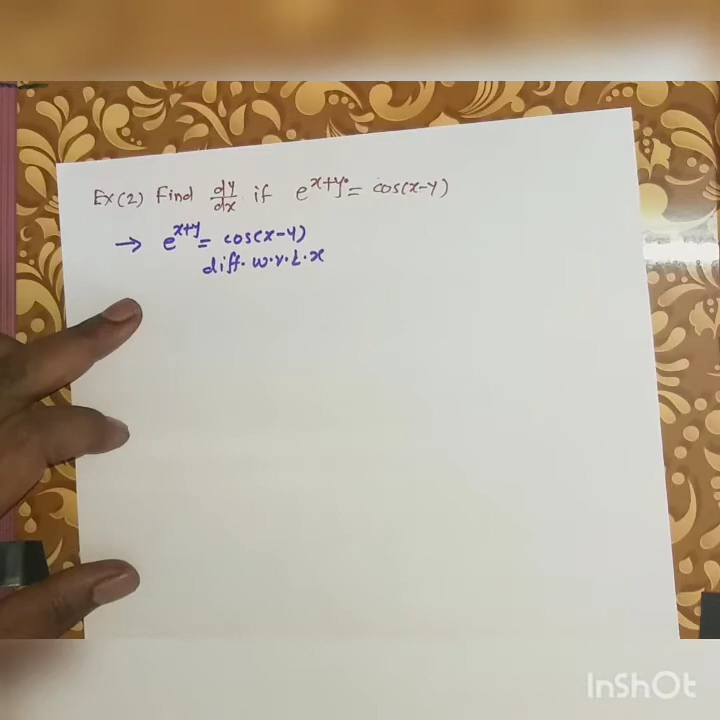 Ex(2) Find dy/dx if e^x+y = cos(x-y)
→ e^x+y = cos(x-y)
diff. w.r.t.x
InShOt